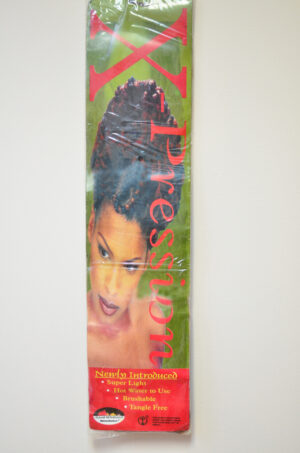 X-Pression
Newly Introduced
• Super Light
• Hot Water to Use
• Brushable
• Tangle Free